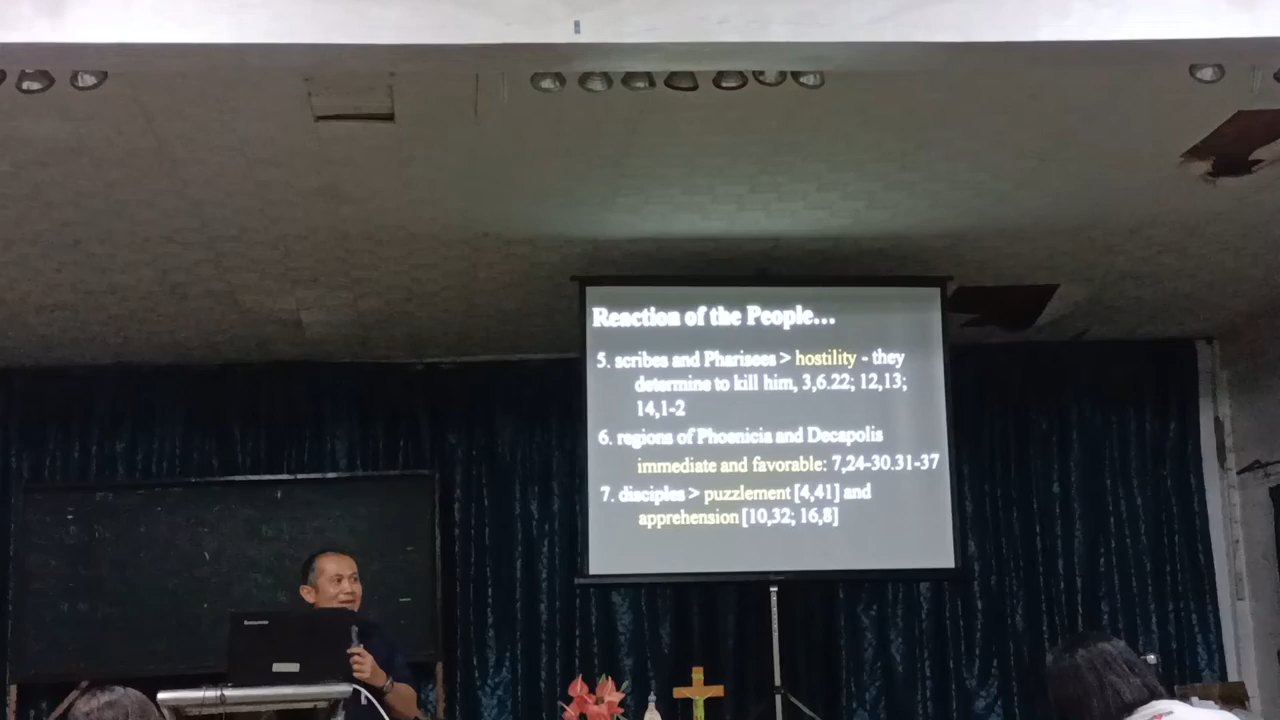 Reaction of the People...
5. scribes and Pharisees > hostility - they
determine to kill him, 3,6.22; 12,13;
14,1-2
6. regions of Phoenicia and Decapolis
immediate and favorable: 7,24-30.31-37
7. disciples > puzzlement [4,41] and
apprehension [10,32; 16,8]
lenovo